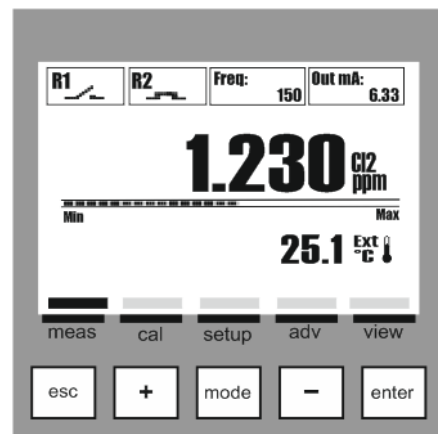 R1 R2 Freq: 150 Out mA: 6.33
1.230 Cl2 ppm
Min Max
25.1 Ext °C
meas cal setup adv view
esc + mode − enter